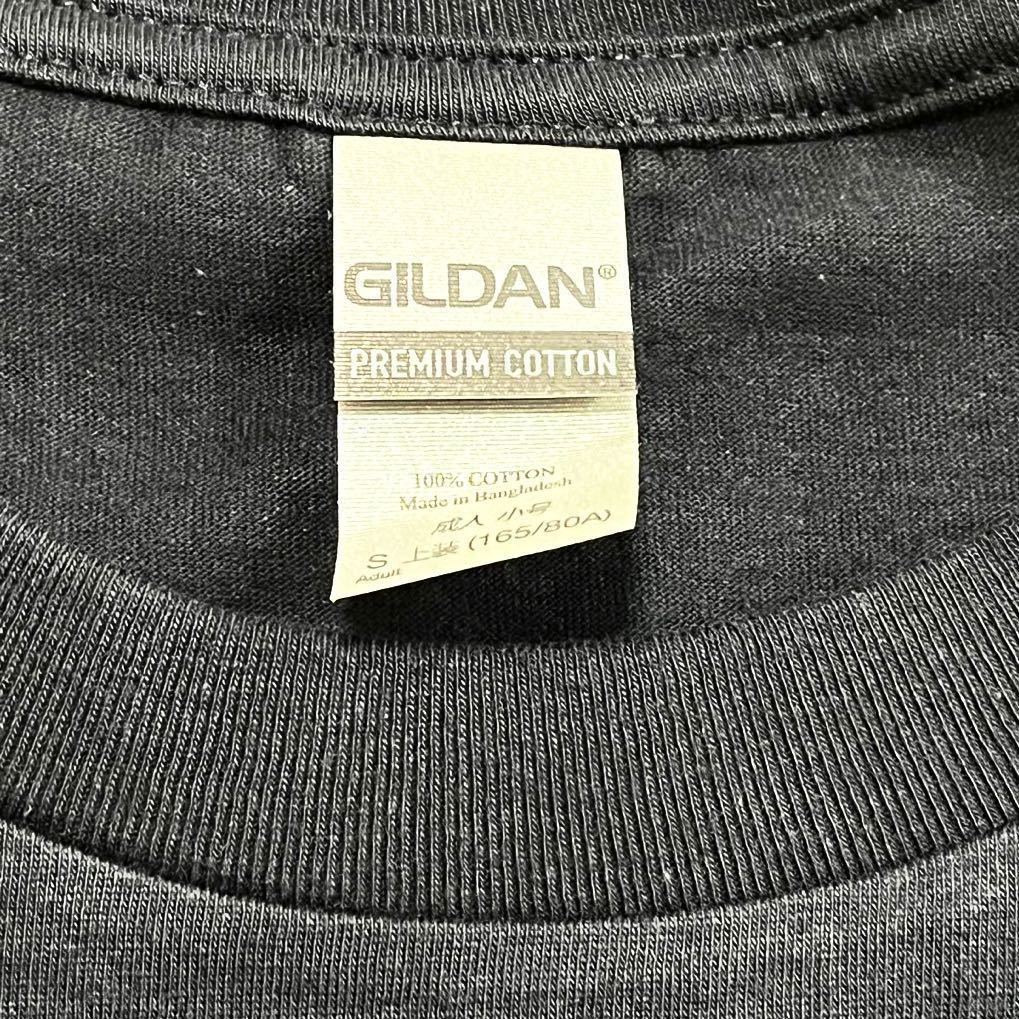 GILDAN®
PREMIUM COTTON
100% COTTON
Made in Bangladesh
成人 小号
S 上装 (165/80A)
Adult